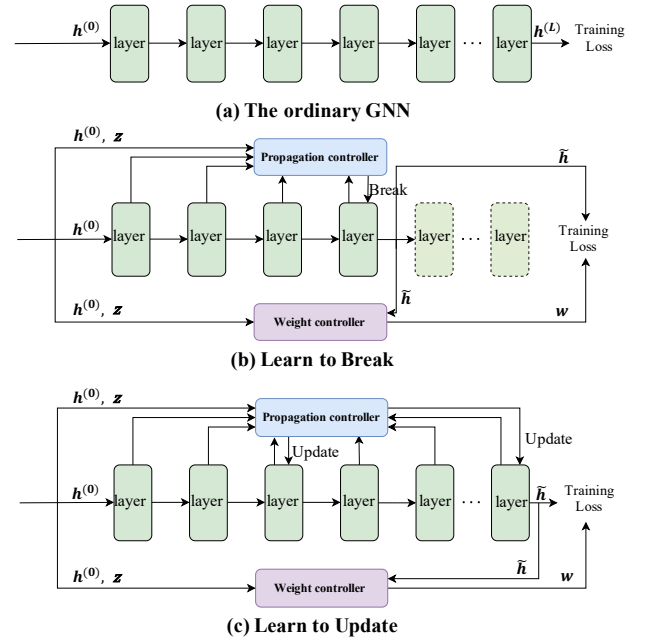 h^(0) layer layer layer layer layer ... layer h^(L) Training Loss
(a) The ordinary GNN
h^(0), z Propagation controller h̃
Break
h^(0) layer layer layer layer layer ... layer Training Loss
h̃
h^(0), z Weight controller w
(b) Learn to Break
h^(0), z Propagation controller
Update Update
h^(0) layer layer layer layer layer ... layer h̃ Training Loss
h̃
h^(0), z Weight controller w
(c) Learn to Update